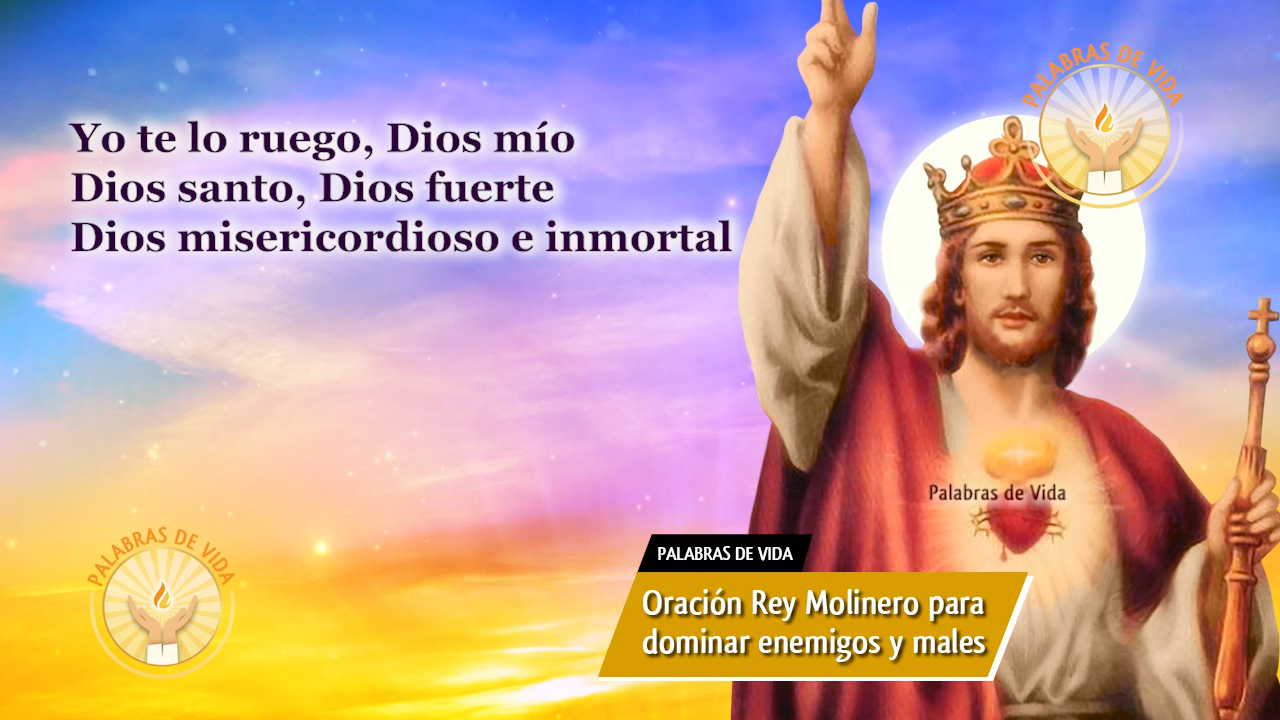 Yo te lo ruego, Dios mío
Dios santo, Dios fuerte
Dios misericordioso e inmortal
PALABRAS DE VIDA
Palabras de Vida
PALABRAS DE VIDA
Oración Rey Molinero para
dominar enemigos y males
PALABRAS DE VIDA